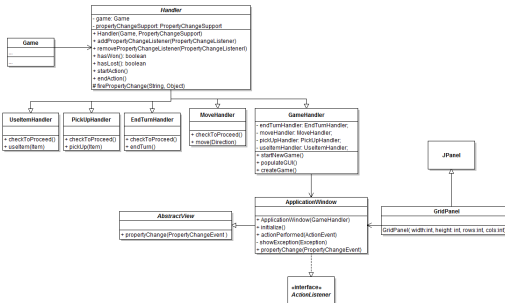 Handler
- game: Game
- propertyChangeSupport: PropertyChangeSupport
+ Handler(Game, PropertyChangeSupport)
+ addPropertyChangeListener(PropertyChangeListener)
+ removePropertyChangeListener(PropertyChangeListener)
+ hasWon(): boolean
+ hasLost(): boolean
+ startAction()
+ endAction()
# firePropertyChange(String, Object)
Game
...
...
UseItemHandler
+ checkToProceed()
+ useItem(Item)
PickUpHandler
+ checkToProceed()
+ pickUp(Item)
EndTurnHandler
+ checkToProceed()
+ endTurn()
MoveHandler
+ checkToProceed()
+ move(Direction)
GameHandler
- endTurnHandler: EndTurnHandler;
- moveHandler: MoveHandler;
- pickUpHandler: PickUpHandler;
- useItemHandler: UseItemHandler;
+ startNewGame()
+ populateGUI()
+ createGame()
JPanel
AbstractView
+ propertyChange(PropertyChangeEvent )
ApplicationWindow
+ ApplicationWindow(GameHandler)
+ initialize()
+ actionPerformed(ActionEvent)
- showException(Exception)
+ propertyChange(PropertyChangeEvent)
GridPanel
GridPanel( width:int, height: int, rows:int, cols:int)
«interface»
ActionListener